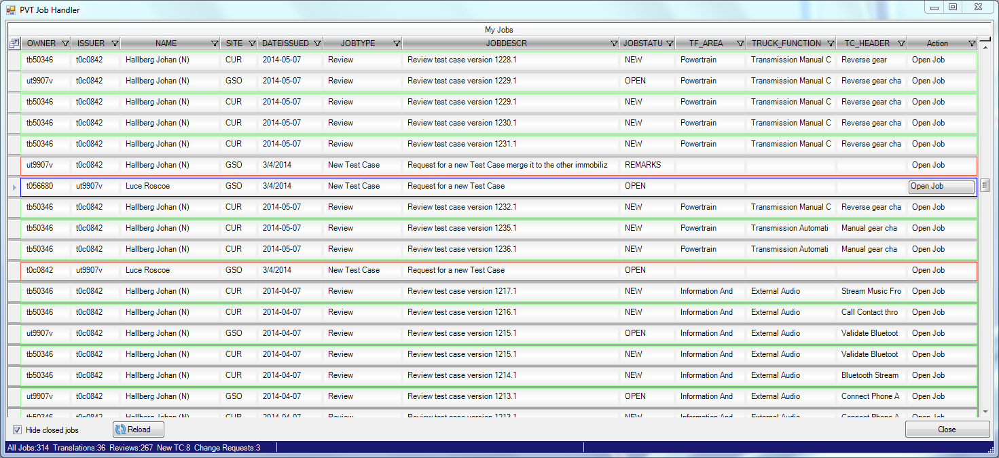 PVT Job Handler
My Jobs
OWNER ISSUER NAME SITE DATEISSUED JOBTYPE JOBDESCR JOBSTATU TF_AREA TRUCK_FUNCTION TC_HEADER Action
tb50346 t0c0842 Hallberg Johan (N) CUR 2014-05-07 Review Review test case version 1228.1 NEW Powertrain Transmission Manual C Reverse gear Open Job
ut9907v t0c0842 Hallberg Johan (N) GSO 2014-05-07 Review Review test case version 1229.1 OPEN Powertrain Transmission Manual C Reverse gear cha Open Job
tb50346 t0c0842 Hallberg Johan (N) CUR 2014-05-07 Review Review test case version 1229.1 NEW Powertrain Transmission Manual C Reverse gear cha Open Job
tb50346 t0c0842 Hallberg Johan (N) CUR 2014-05-07 Review Review test case version 1230.1 NEW Powertrain Transmission Manual C Reverse gear cha Open Job
tb50346 t0c0842 Hallberg Johan (N) CUR 2014-05-07 Review Review test case version 1231.1 NEW Powertrain Transmission Manual C Reverse gear cha Open Job
ut9907v t0c0842 Hallberg Johan (N) GSO 3/4/2014 New Test Case Request for a new Test Case merge it to the other immobiliz REMARKS Open Job
t056680 ut9907v Luce Roscoe GSO 3/4/2014 New Test Case Request for a new Test Case OPEN Open Job
tb50346 t0c0842 Hallberg Johan (N) CUR 2014-05-07 Review Review test case version 1232.1 NEW Powertrain Transmission Manual C Reverse gear cha Open Job
tb50346 t0c0842 Hallberg Johan (N) CUR 2014-05-07 Review Review test case version 1235.1 NEW Powertrain Transmission Automati Manual gear cha Open Job
tb50346 t0c0842 Hallberg Johan (N) CUR 2014-05-07 Review Review test case version 1236.1 NEW Powertrain Transmission Automati Manual gear cha Open Job
t0c0842 ut9907v Luce Roscoe GSO 3/4/2014 New Test Case Request for a new Test Case OPEN Open Job
tb50346 t0c0842 Hallberg Johan (N) CUR 2014-04-07 Review Review test case version 1217.1 NEW Information And External Audio Stream Music Fro Open Job
tb50346 t0c0842 Hallberg Johan (N) CUR 2014-04-07 Review Review test case version 1216.1 NEW Information And External Audio Call Contact thro Open Job
ut9907v t0c0842 Hallberg Johan (N) GSO 2014-04-07 Review Review test case version 1215.1 OPEN Information And External Audio Validate Bluetoot Open Job
tb50346 t0c0842 Hallberg Johan (N) CUR 2014-04-07 Review Review test case version 1215.1 NEW Information And External Audio Validate Bluetoot Open Job
tb50346 t0c0842 Hallberg Johan (N) CUR 2014-04-07 Review Review test case version 1214.1 NEW Information And External Audio Bluetooth Stream Open Job
ut9907v t0c0842 Hallberg Johan (N) GSO 2014-04-07 Review Review test case version 1213.1 OPEN Information And External Audio Connect Phone A Open Job
tb50346 t0c0842 Hallberg Johan (N) CUR 2014-04-07 Review Review test case version 1213.1 NEW Information And External Audio Connect Phone A Open Job
Hide closed jobs Reload Close
All Jobs:314 Translations:36 Reviews:267 New TC:8 Change Requests:3